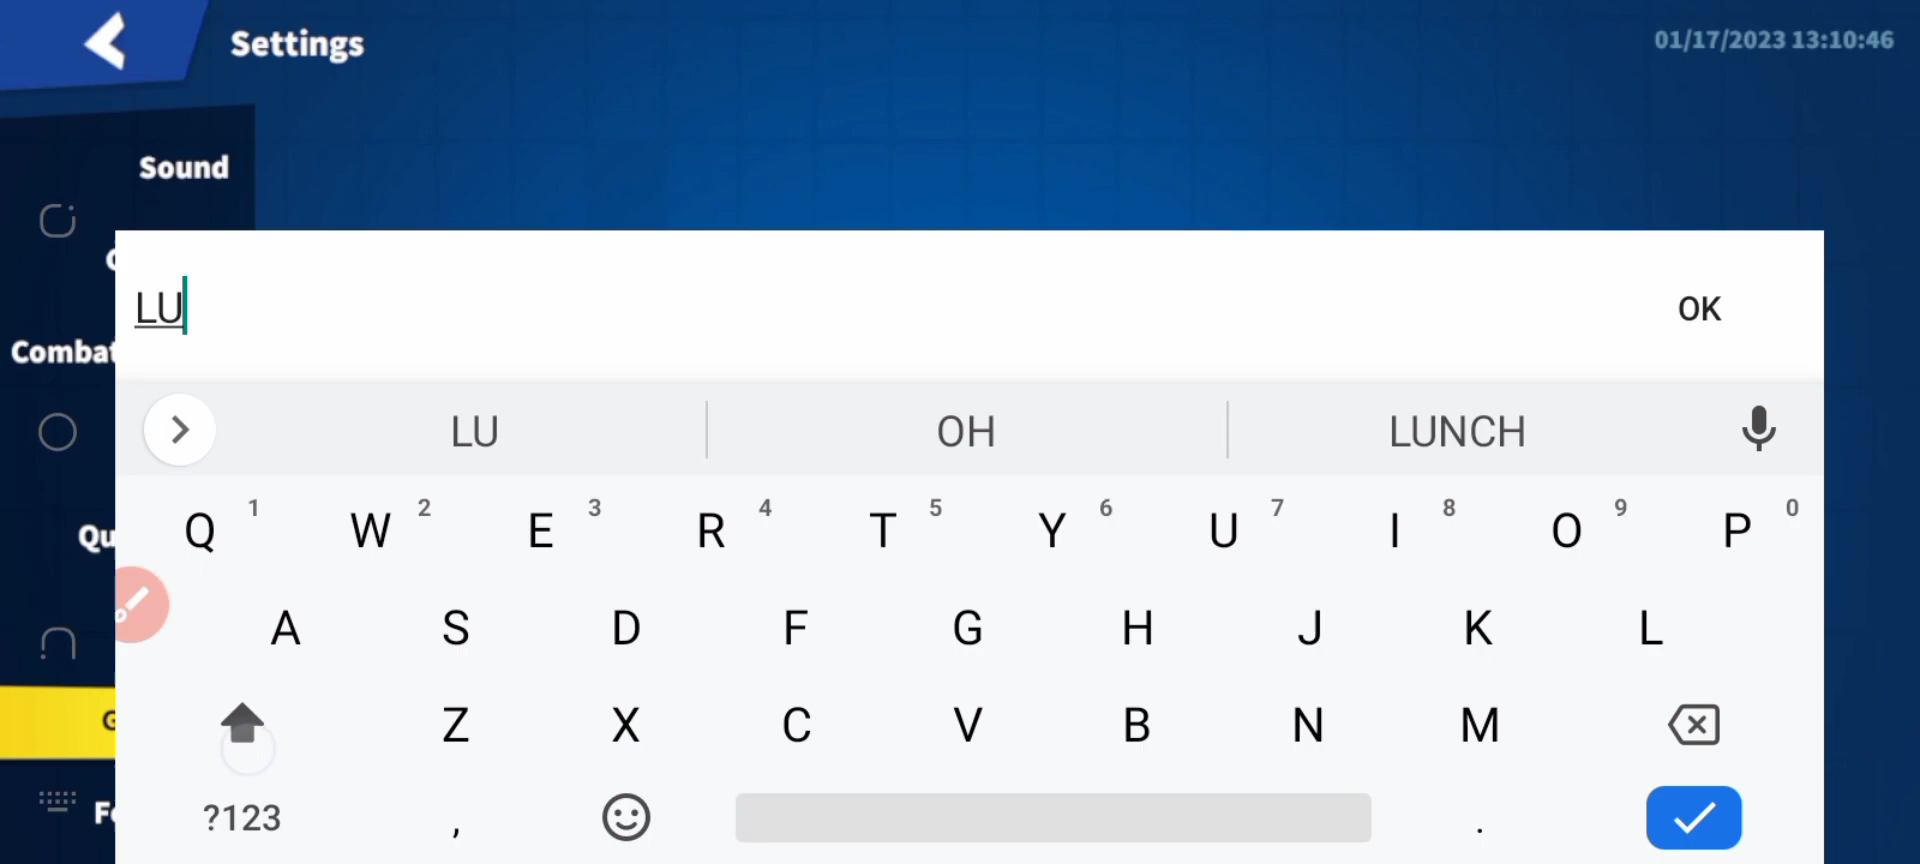 Settings
01/17/2023 13:10:46
Sound
Combat
Qu
LU
OK
LU OH LUNCH
Q 1 W 2 E 3 R 4 T 5 Y 6 U 7 I 8 O 9 P 0
A S D F G H J K L
Z X C V B N M
?123 , .